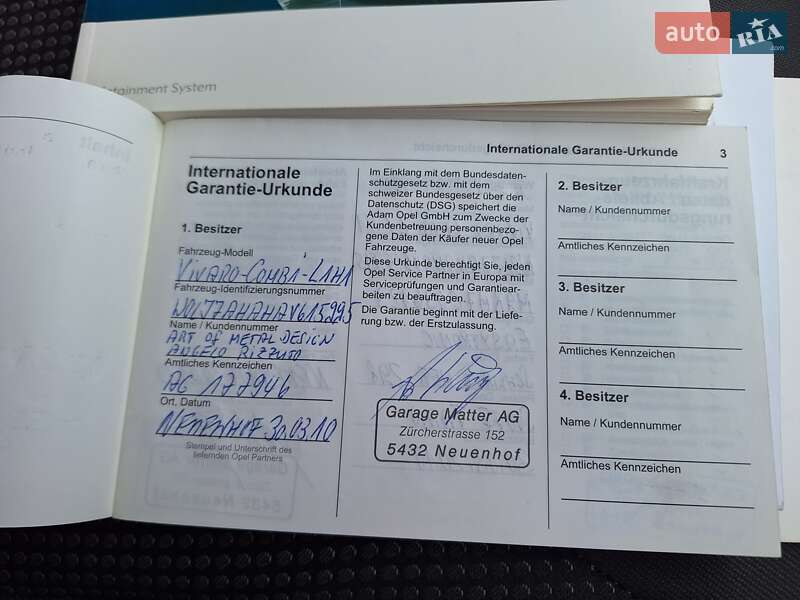 auto RIA.com
tainment System
Internationale Garantie-Urkunde 3
Internationale
Garantie-Urkunde
1. Besitzer
Fahrzeug-Modell
VIVARO-COMBI-L1H1
Fahrzeug-Identifizierungsnummer
W0LJ7AHAHAV615995
Name / Kundennummer
ART OF METAL DESIGN
ANGELO RIZZUTO
Amtliches Kennzeichen
AG 177946
Ort, Datum
NEUENHOF 30.03.10
Stempel und Unterschrift des
liefernden Opel Partners
Im Einklang mit dem Bundesdaten-
schutzgesetz bzw. mit dem
schweizer Bundesgesetz über den
Datenschutz (DSG) speichert die
Adam Opel GmbH zum Zwecke der
Kundenbetreuung personenbezo-
gene Daten der Käufer neuer Opel
Fahrzeuge.
Diese Urkunde berechtigt Sie, jeden
Opel Service Partner in Europa mit
Serviceprüfungen und Garantiear-
beiten zu beauftragen.
Die Garantie beginnt mit der Liefe-
rung bzw. der Erstzulassung.
Garage Matter AG
Zürcherstrasse 152
5432 Neuenhof
2. Besitzer
Name / Kundennummer
Amtliches Kennzeichen
3. Besitzer
Name / Kundennummer
Amtliches Kennzeichen
4. Besitzer
Name / Kundennummer
Amtliches Kennzeichen